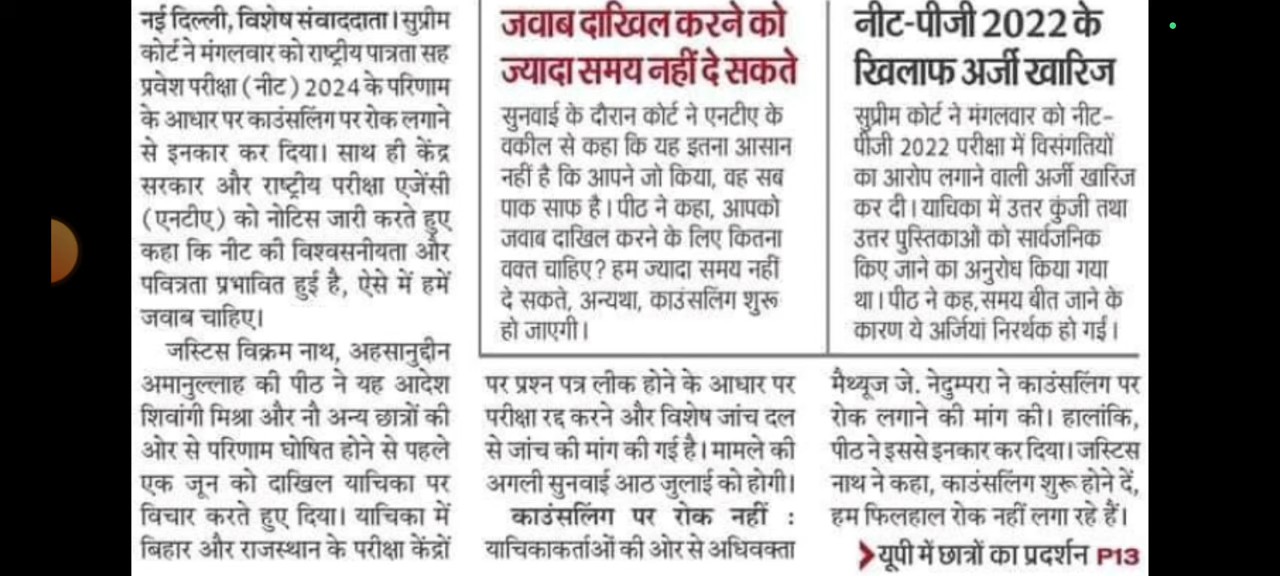 नई दिल्ली, विशेष संवाददाता। सुप्रीम
कोर्ट ने मंगलवार को राष्ट्रीय पात्रता सह
प्रवेश परीक्षा (नीट) 2024 के परिणाम
के आधार पर काउंसलिंग पर रोक लगाने
से इनकार कर दिया। साथ ही केंद्र
सरकार और राष्ट्रीय परीक्षा एजेंसी
(एनटीए) को नोटिस जारी करते हुए
कहा कि नीट की विश्वसनीयता और
पवित्रता प्रभावित हुई है, ऐसे में हमें
जवाब चाहिए।
जस्टिस विक्रम नाथ, अहसानुद्दीन
अमानुल्लाह की पीठ ने यह आदेश
शिवांगी मिश्रा और नौ अन्य छात्रों की
ओर से परिणाम घोषित होने से पहले
एक जून को दाखिल याचिका पर
विचार करते हुए दिया। याचिका में
बिहार और राजस्थान के परीक्षा केंद्रों
जवाब दाखिल करने को
ज्यादा समय नहीं दे सकते
सुनवाई के दौरान कोर्ट ने एनटीए के
वकील से कहा कि यह इतना आसान
नहीं है कि आपने जो किया, वह सब
पाक साफ है। पीठ ने कहा, आपको
जवाब दाखिल करने के लिए कितना
वक्त चाहिए? हम ज्यादा समय नहीं
दे सकते, अन्यथा, काउंसलिंग शुरू
हो जाएगी।
नीट-पीजी 2022 के
खिलाफ अर्जी खारिज
सुप्रीम कोर्ट ने मंगलवार को नीट-
पीजी 2022 परीक्षा में विसंगतियों
का आरोप लगाने वाली अर्जी खारिज
कर दी। याचिका में उत्तर कुंजी तथा
उत्तर पुस्तिकाओं को सार्वजनिक
किए जाने का अनुरोध किया गया
था। पीठ ने कह, समय बीत जाने के
कारण ये अर्जियां निरर्थक हो गईं।
पर प्रश्न पत्र लीक होने के आधार पर
परीक्षा रद्द करने और विशेष जांच दल
से जांच की मांग की गई है। मामले की
अगली सुनवाई आठ जुलाई को होगी।
काउंसलिंग पर रोक नहीं :
याचिकाकर्ताओं की ओर से अधिवक्ता
मैथ्यूज जे. नेदुम्परा ने काउंसलिंग पर
रोक लगाने की मांग की। हालांकि,
पीठ ने इससे इनकार कर दिया। जस्टिस
नाथ ने कहा, काउंसलिंग शुरू होने दें,
हम फिलहाल रोक नहीं लगा रहे हैं।
यूपी में छात्रों का प्रदर्शन P13